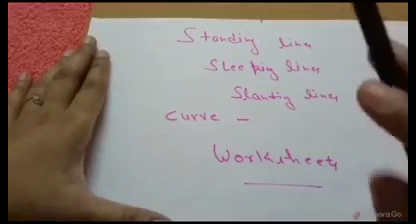 Standing lines
Sleeping lines
Slanting lines
Curve -
Worksheets